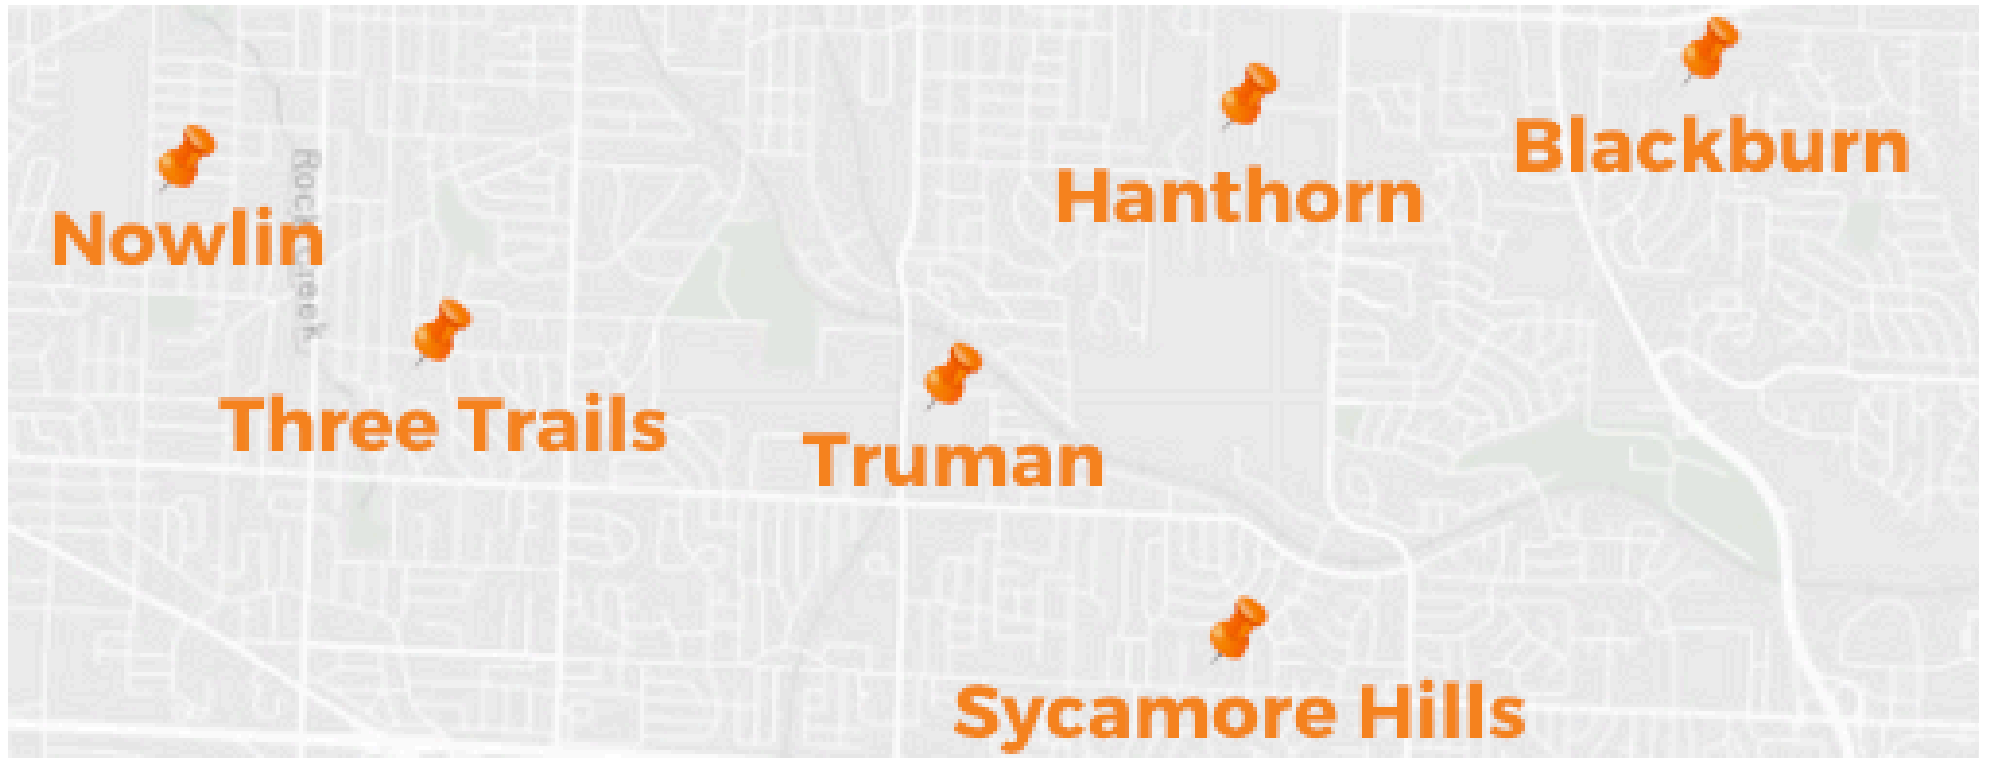 Blackburn
Hanthorn
Nowlin
Rock Creek
Three Trails
Truman
Sycamore Hills